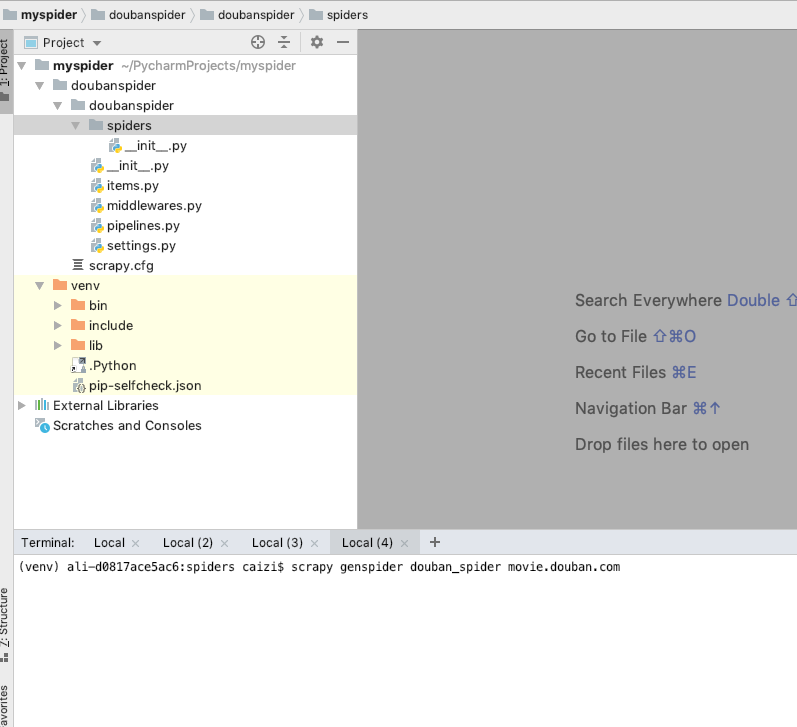 myspider doubanspider doubanspider spiders
1: Project
Project
myspider ~/PycharmProjects/myspider
doubanspider
doubanspider
spiders
__init__.py
__init__.py
items.py
middlewares.py
pipelines.py
settings.py
scrapy.cfg
venv
bin
include
lib
.Python
pip-selfcheck.json
External Libraries
Scratches and Consoles
Search Everywhere Double ⇧
Go to File ⇧⌘O
Recent Files ⌘E
Navigation Bar ⌘↑
Drop files here to open
Terminal: Local × Local (2) × Local (3) × Local (4) × +
(venv) ali-d0817ace5ac6:spiders caizi$ scrapy genspider douban_spider movie.douban.com
7: Structure
avorites